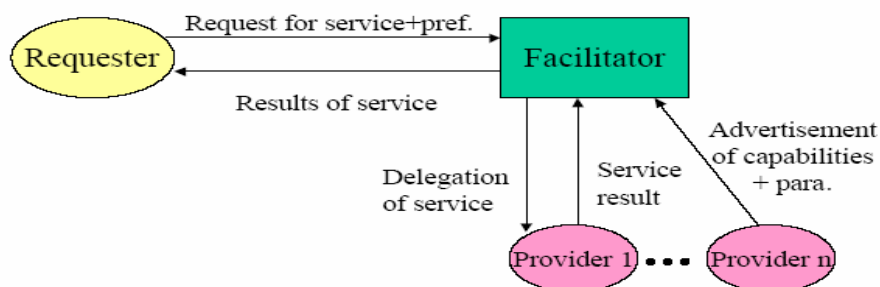 Request for service+pref.
Requester
Facilitator
Results of service
Advertisement
of capabilities
+ para.
Delegation
of service
Service
result
Provider 1
Provider n